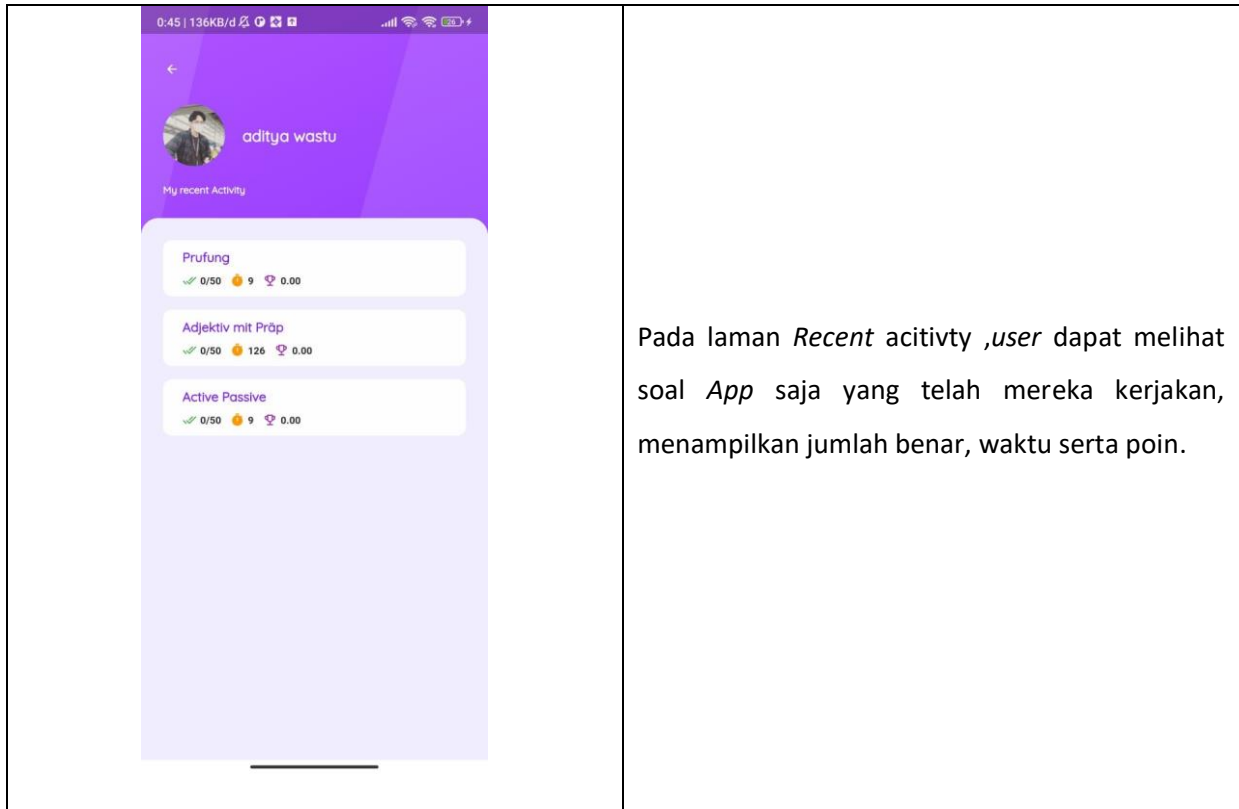 0:45 | 136KB/d
26
aditya wastu
My recent Activity
Prufung
0/50 9 0.00
Adjektiv mit Präp
0/50 126 0.00
Active Passive
0/50 9 0.00
Pada laman Recent acitivty ,user dapat melihat
soal App saja yang telah mereka kerjakan,
menampilkan jumlah benar, waktu serta poin.